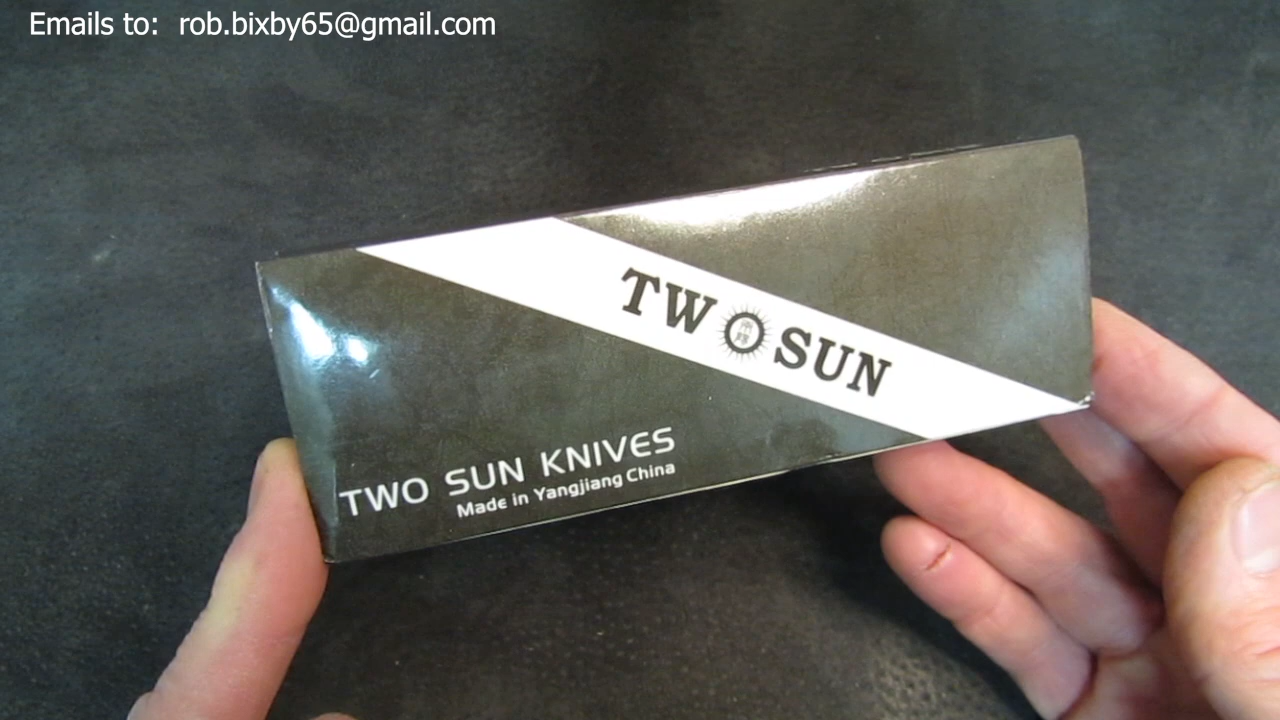 Emails to: rob.bixby65@gmail.com
TWO SUN
TWO SUN KNIVES
Made in Yangjiang China